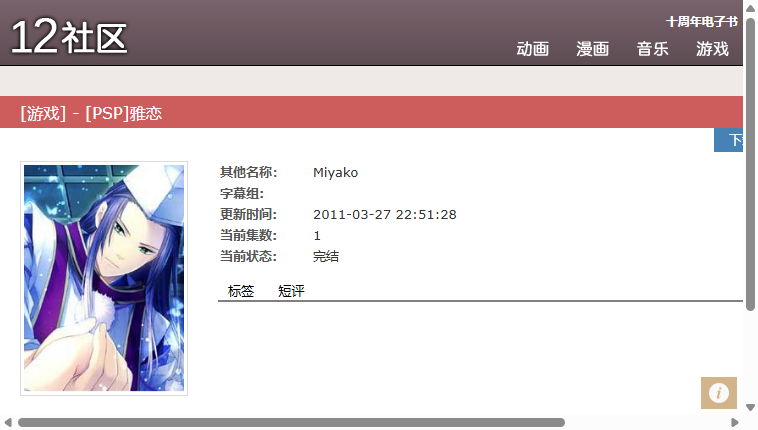 12社区
十周年电子书
动画 漫画 音乐 游戏
[游戏] - [PSP]雅恋
其他名称: Miyako
字幕组:
更新时间: 2011-03-27 22:51:28
当前集数: 1
当前状态: 完结
标签 短评